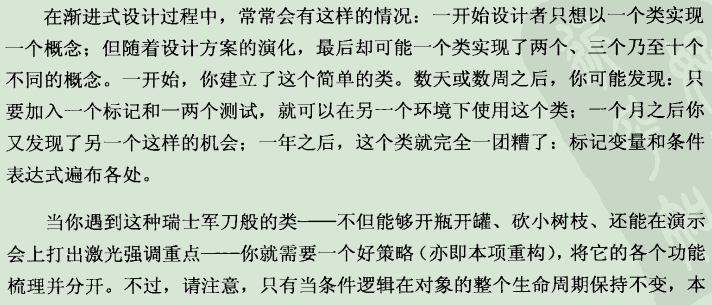 在渐进式设计过程中，常常会有这样的情况：一开始设计者只想以一个类实现
一个概念；但随着设计方案的演化，最后却可能一个类实现了两个、三个乃至十个
不同的概念。一开始，你建立了这个简单的类。数天或数周之后，你可能发现：只
要加入一个标记和一两个测试，就可以在另一个环境下使用这个类；一个月之后你
又发现了另一个这样的机会；一年之后，这个类就完全一团糟了：标记变量和条件
表达式遍布各处。
当你遇到这种瑞士军刀般的类——不但能够开瓶开罐、砍小树枝、还能在演示
会上打出激光强调重点——你就需要一个好策略（亦即本项重构），将它的各个功能
梳理并分开。不过，请注意，只有当条件逻辑在对象的整个生命周期保持不变，本